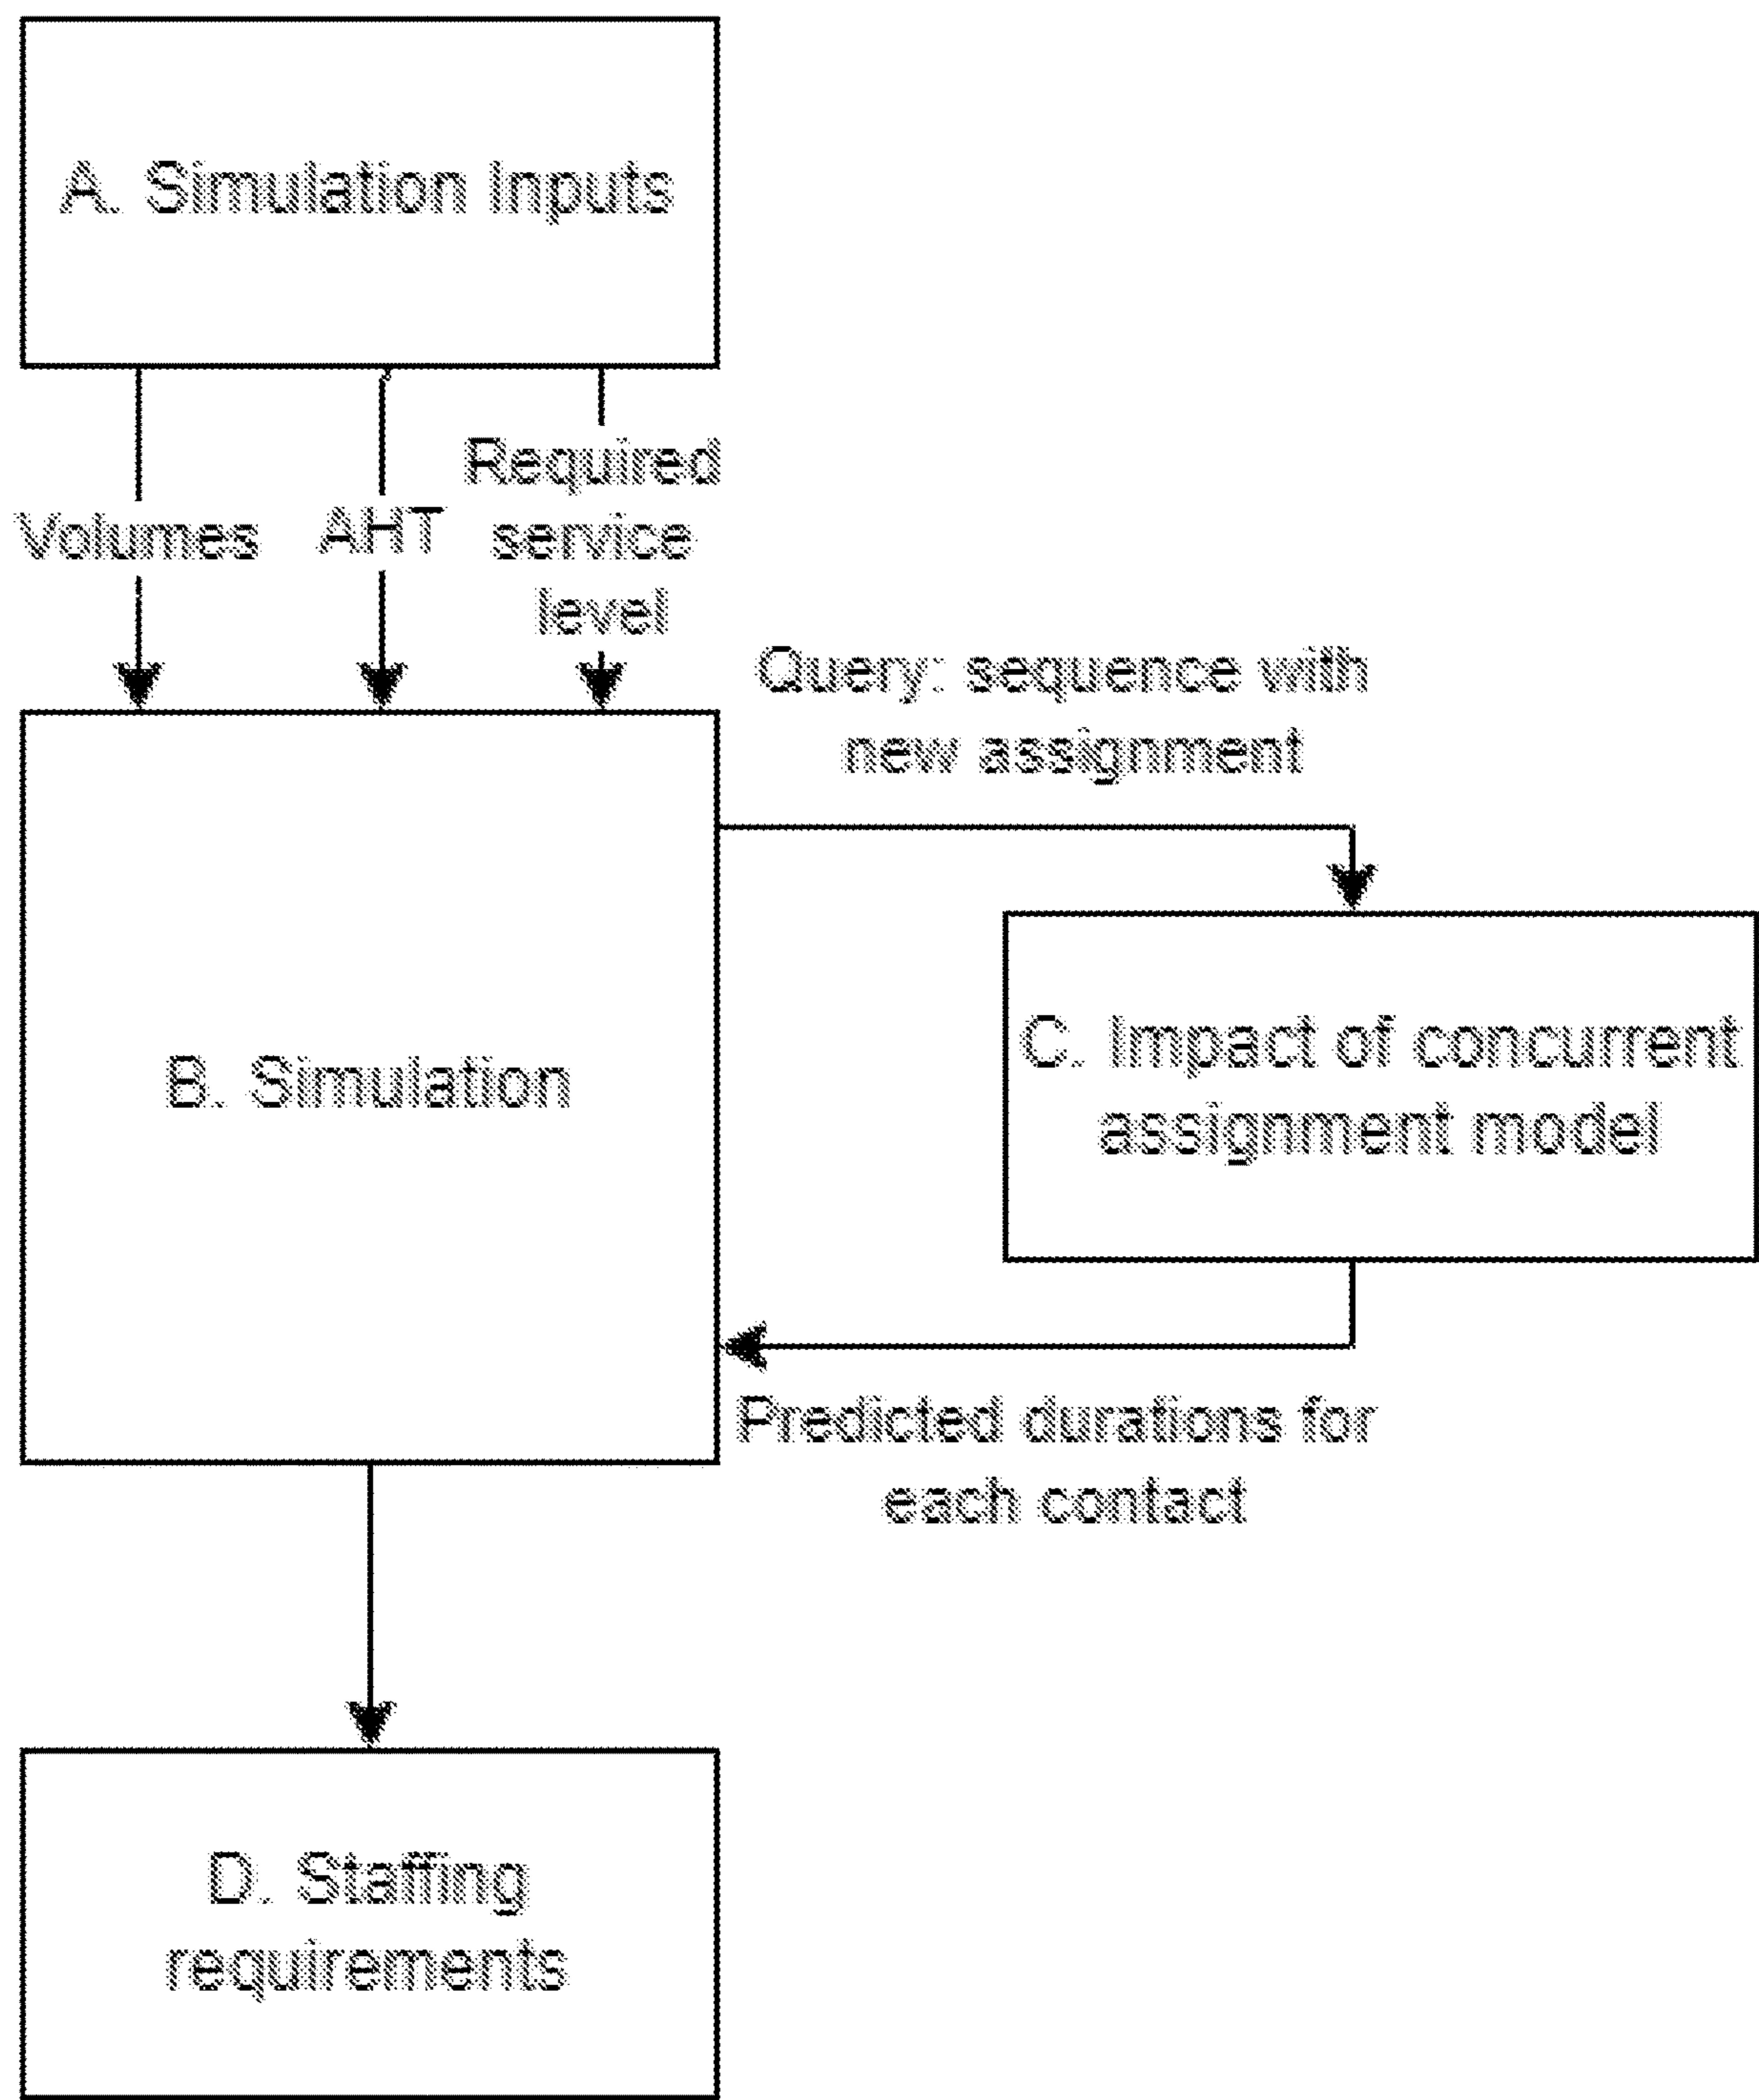 A. Simulation Inputs
Volumes
AHT
Required
service
level
Query: sequence with
new assignment
B. Simulation
C. Impact of concurrent
assignment model
Predicted durations for
each contact
D. Staffing
requirements